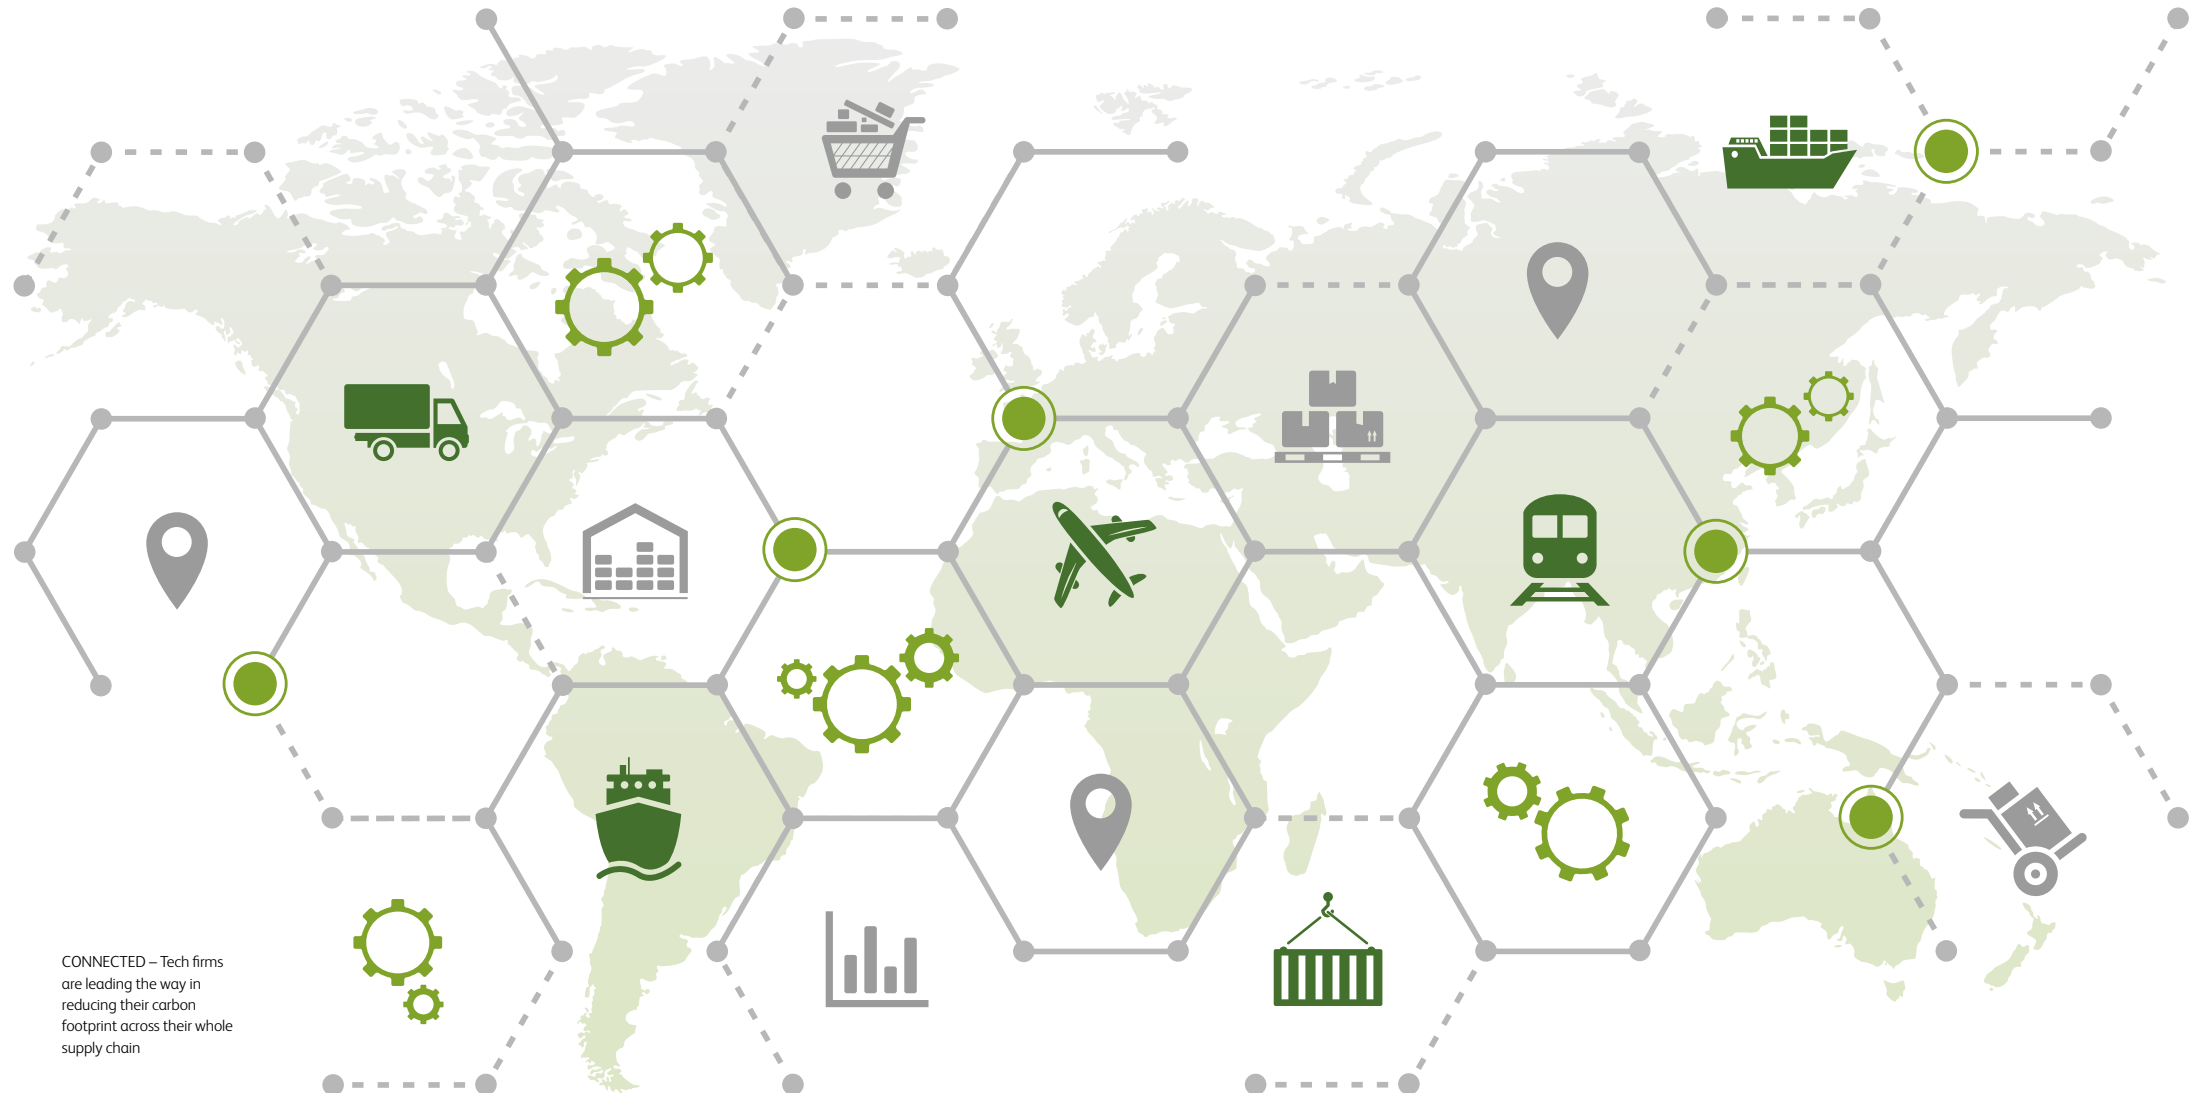 CONNECTED – Tech firms
are leading the way in
reducing their carbon
footprint across their whole
supply chain